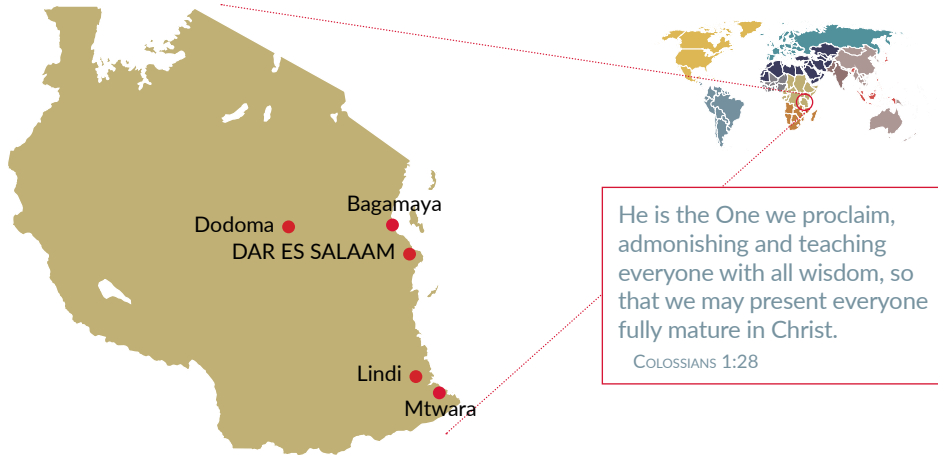 Bagamaya
Dodoma
DAR ES SALAAM
Lindi
Mtwara
He is the One we proclaim,
admonishing and teaching
everyone with all wisdom, so
that we may present everyone
fully mature in Christ.
Colossians 1:28